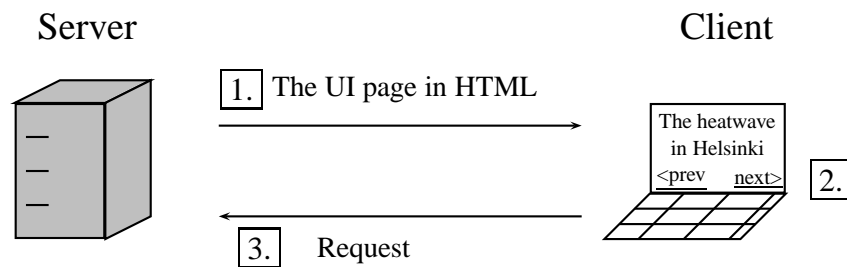 Server
Client
1. The UI page in HTML
The heatwave
in Helsinki
<prev next>
2.
3. Request